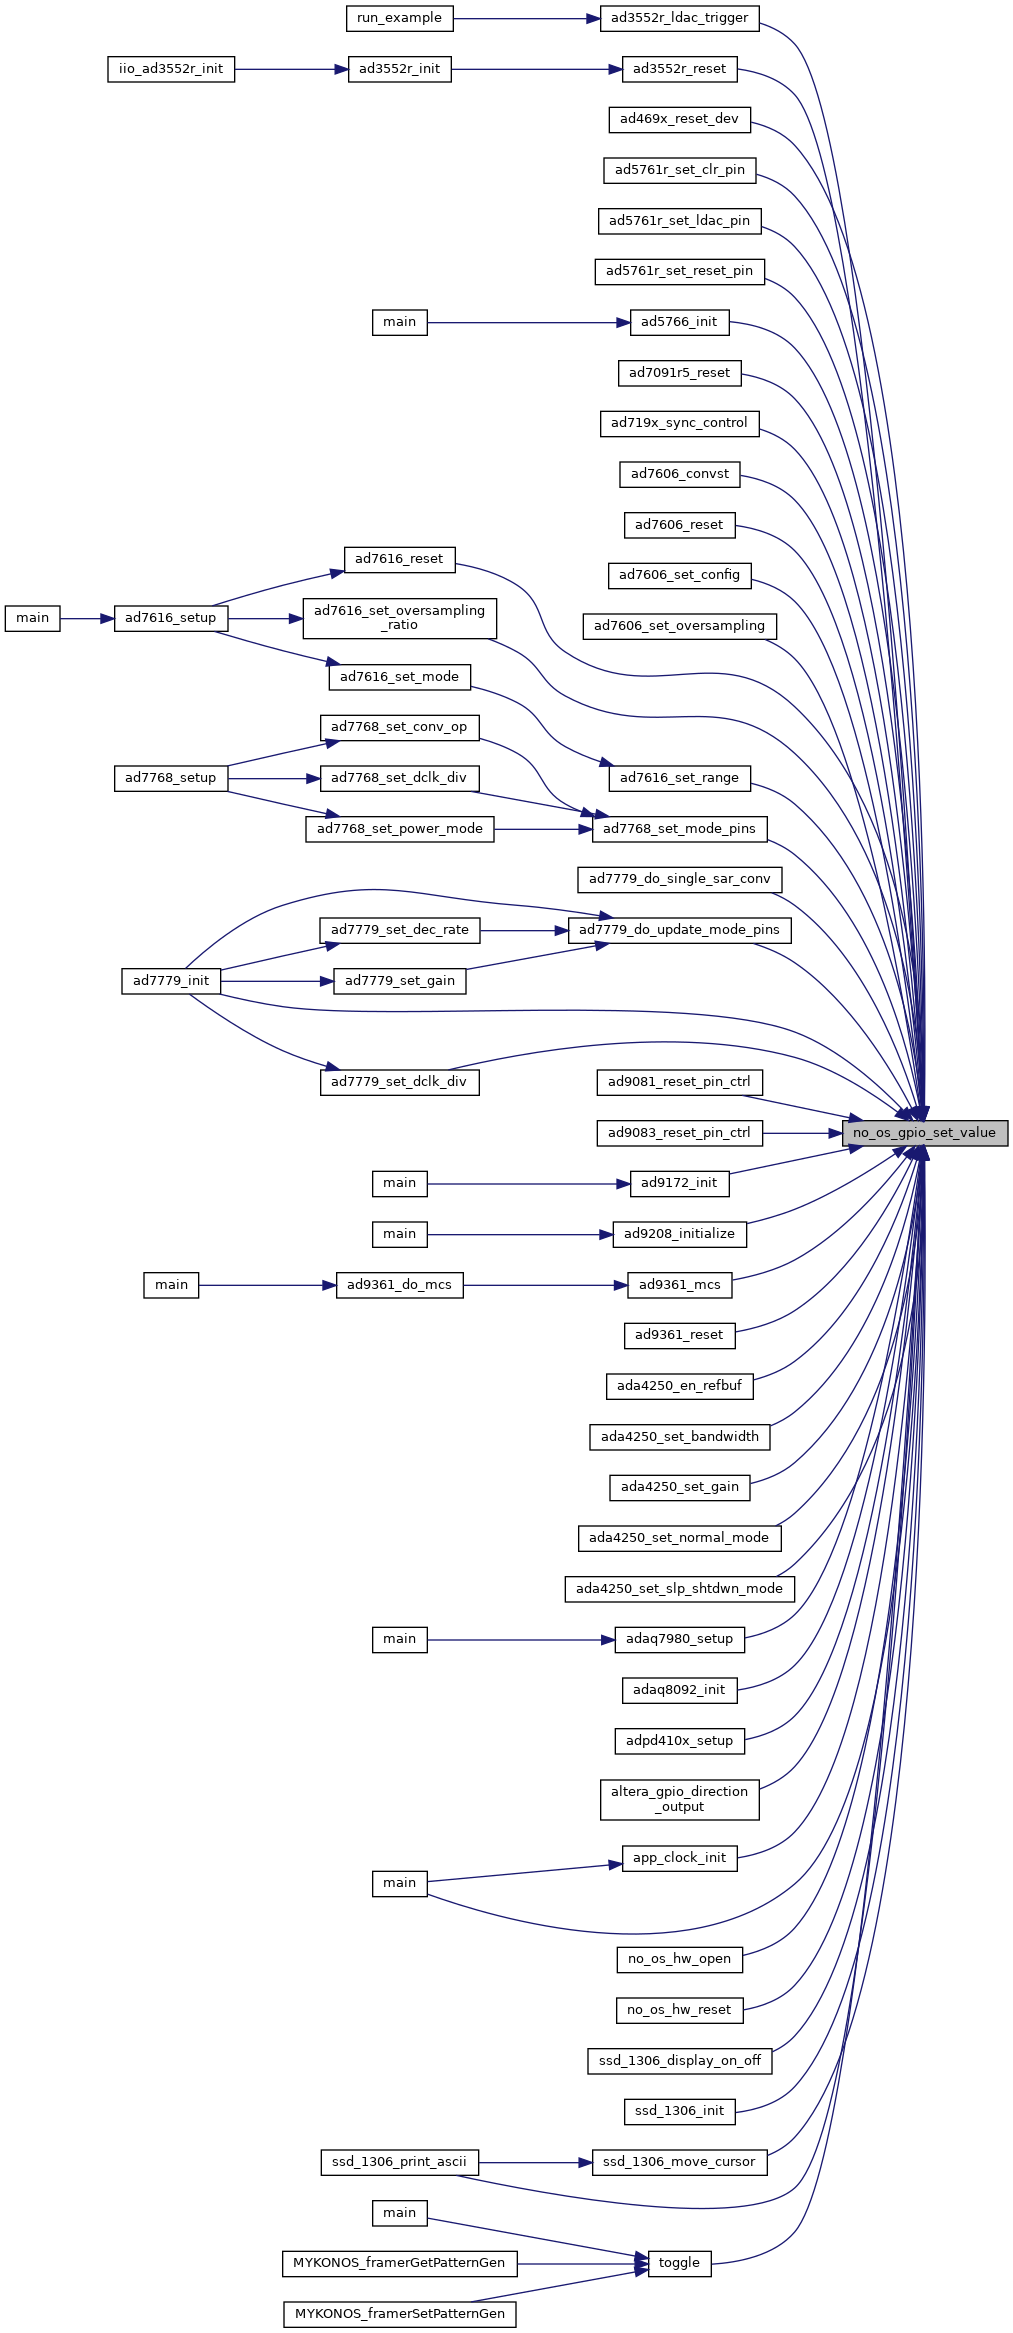 run_example
ad3552r_ldac_trigger
iio_ad3552r_init
ad3552r_init
ad3552r_reset
ad469x_reset_dev
ad5761r_set_clr_pin
ad5761r_set_ldac_pin
ad5761r_set_reset_pin
main
ad5766_init
ad7091r5_reset
ad719x_sync_control
ad7606_convst
ad7606_reset
ad7616_reset
ad7606_set_config
main
ad7616_setup
ad7616_set_oversampling
_ratio
ad7606_set_oversampling
ad7616_set_mode
ad7768_set_conv_op
ad7768_setup
ad7768_set_dclk_div
ad7616_set_range
ad7768_set_power_mode
ad7768_set_mode_pins
ad7779_do_single_sar_conv
ad7779_set_dec_rate
ad7779_do_update_mode_pins
ad7779_init
ad7779_set_gain
ad7779_set_dclk_div
ad9081_reset_pin_ctrl
ad9083_reset_pin_ctrl
no_os_gpio_set_value
main
ad9172_init
main
ad9208_initialize
main
ad9361_do_mcs
ad9361_mcs
ad9361_reset
ada4250_en_refbuf
ada4250_set_bandwidth
ada4250_set_gain
ada4250_set_normal_mode
ada4250_set_slp_shtdwn_mode
main
adaq7980_setup
adaq8092_init
adpd410x_setup
altera_gpio_direction
_output
app_clock_init
main
no_os_hw_open
no_os_hw_reset
ssd_1306_display_on_off
ssd_1306_init
ssd_1306_print_ascii
ssd_1306_move_cursor
main
MYKONOS_framerGetPatternGen
toggle
MYKONOS_framerSetPatternGen